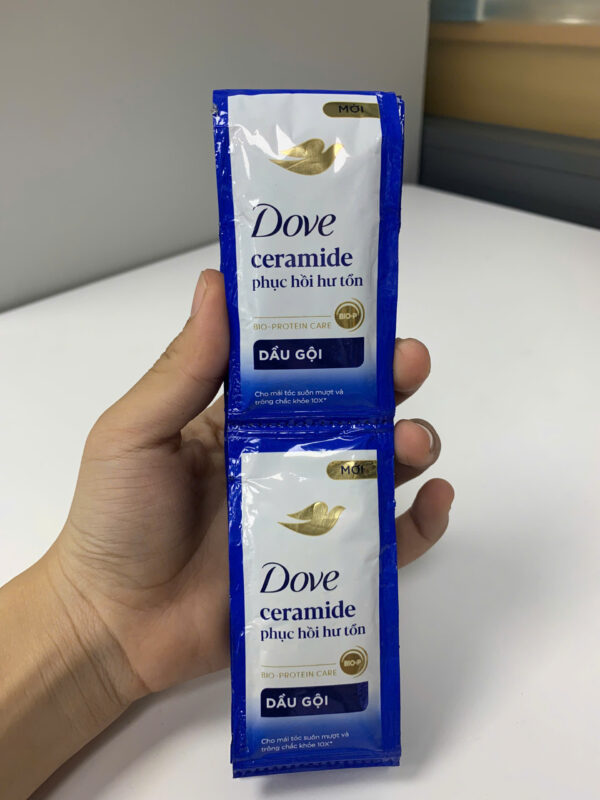 MỚI
Dove
ceramide
phục hồi hư tổn
BIO-P
BIO-PROTEIN CARE
DẦU GỘI
Cho mái tóc suôn mượt và
trông chắc khỏe 10X*
MỚI
Dove
ceramide
phục hồi hư tổn
BIO-P
BIO-PROTEIN CARE
DẦU GỘI
Cho mái tóc suôn mượt và
trông chắc khỏe 10X*